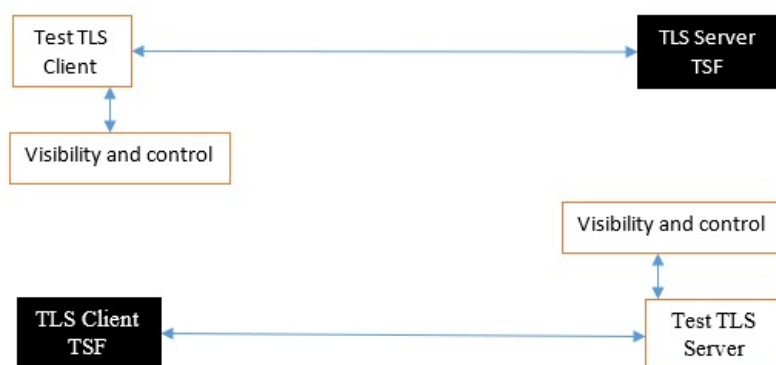 Test TLS
Client
TLS Server
TSF
Visibility and control
Visibility and control
TLS Client
TSF
Test TLS
Server